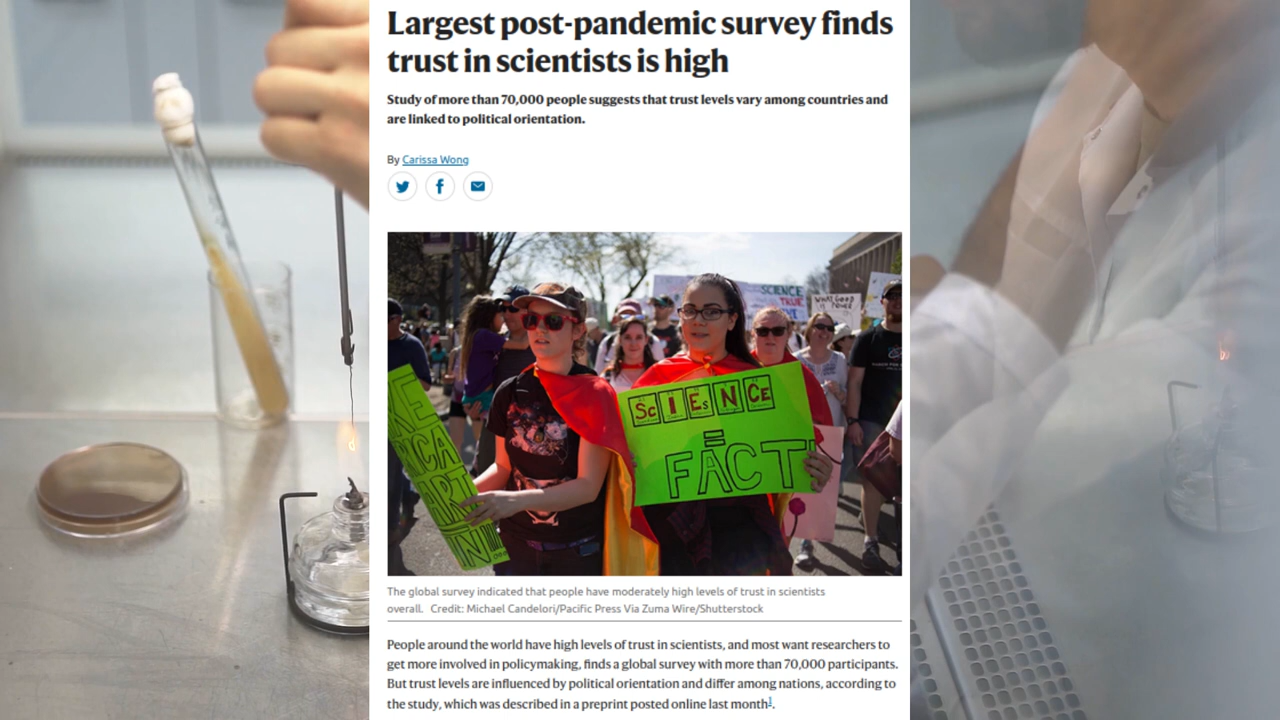 Largest post-pandemic survey finds
trust in scientists is high
Study of more than 70,000 people suggests that trust levels vary among countries and
are linked to political orientation.
By Carissa Wong
SCIENCE
TRUE
SCIENCE
=
FACT!
The global survey indicated that people have moderately high levels of trust in scientists
overall. Credit: Michael Candelori/Pacific Press Via Zuma Wire/Shutterstock
People around the world have high levels of trust in scientists, and most want researchers to
get more involved in policymaking, finds a global survey with more than 70,000 participants.
But trust levels are influenced by political orientation and differ among nations, according to
the study, which was described in a preprint posted online last month1.